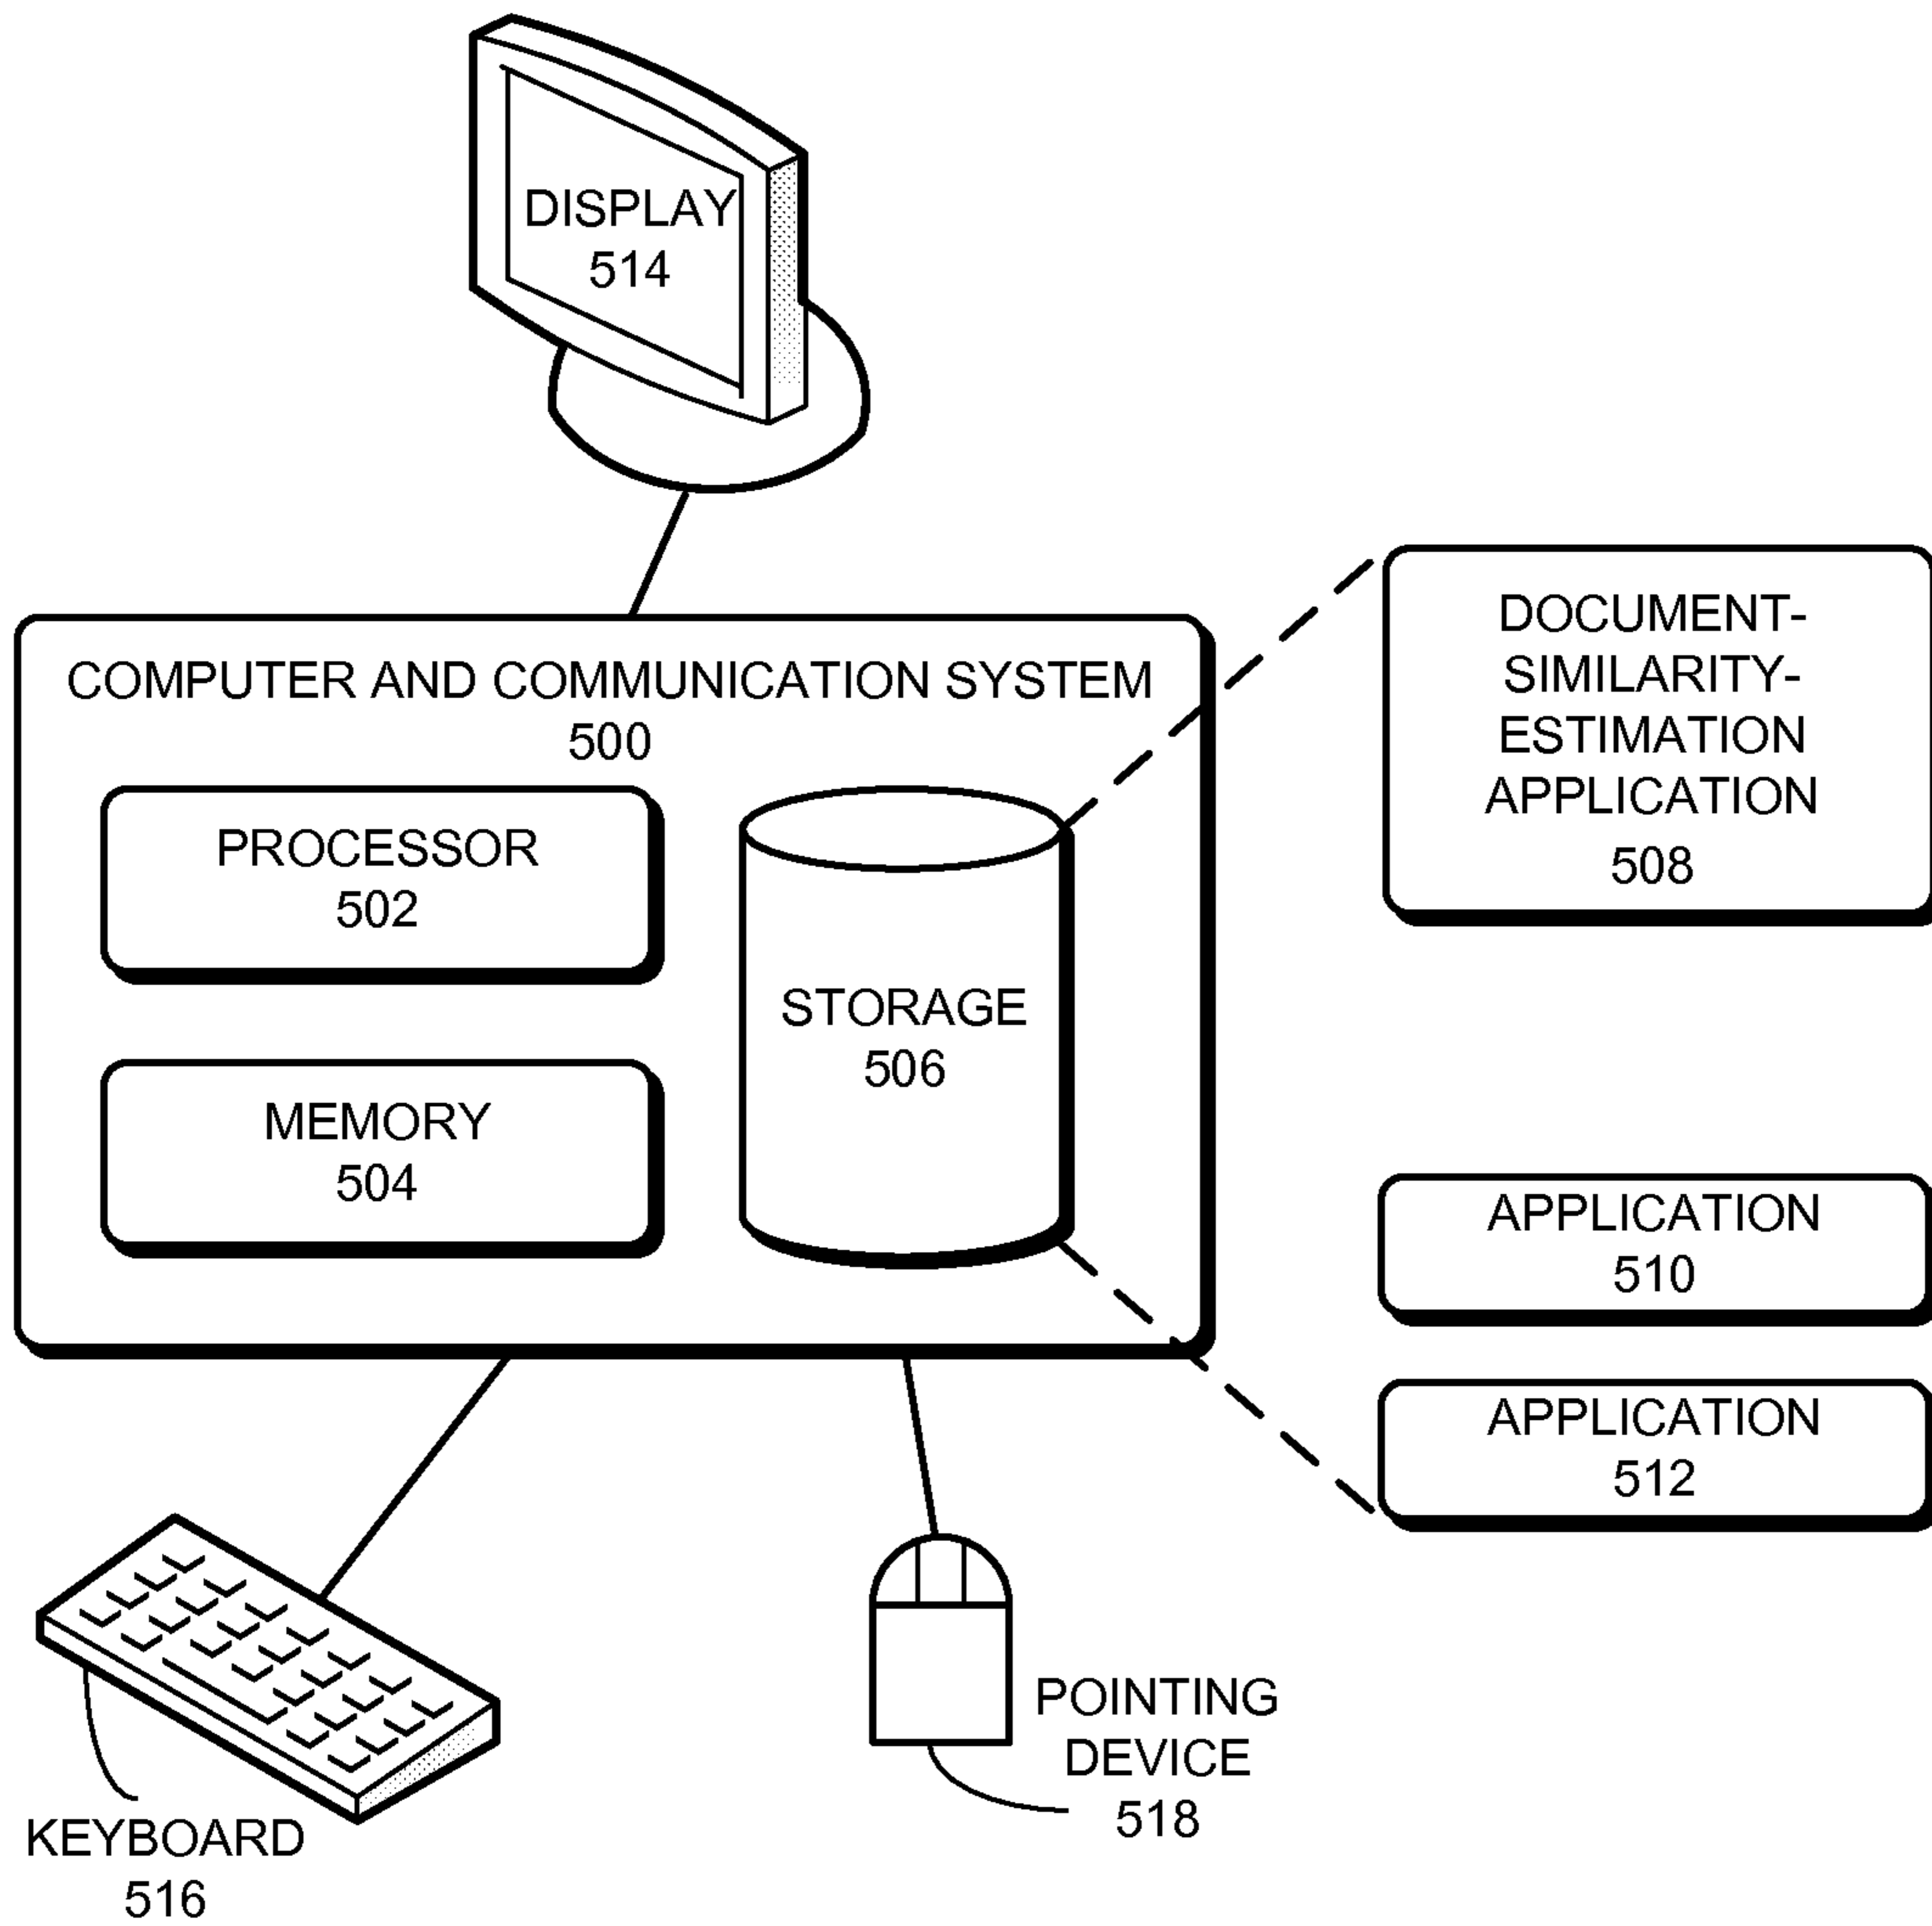 DISPLAY
514
COMPUTER AND COMMUNICATION SYSTEM
500
PROCESSOR
502
MEMORY
504
STORAGE
506
DOCUMENT-
SIMILARITY-
ESTIMATION
APPLICATION
508
APPLICATION
510
APPLICATION
512
KEYBOARD
516
POINTING
DEVICE
518